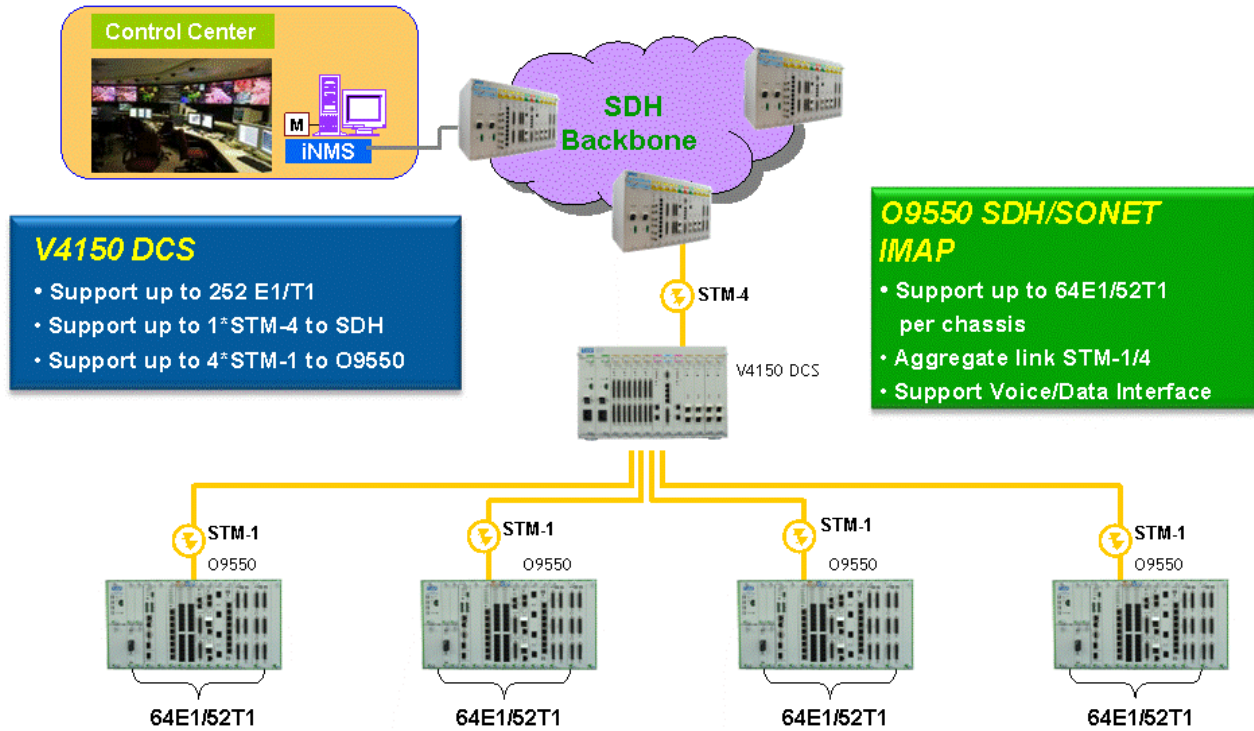 Control Center
M
iNMS
SDH
Backbone
V4150 DCS
• Support up to 252 E1/T1
• Support up to 1*STM-4 to SDH
• Support up to 4*STM-1 to O9550
O9550 SDH/SONET
IMAP
• Support up to 64E1/52T1
per chassis
• Aggregate link STM-1/4
• Support Voice/Data Interface
STM-4
V4150 DCS
STM-1
O9550
STM-1
O9550
STM-1
O9550
STM-1
O9550
64E1/52T1
64E1/52T1
64E1/52T1
64E1/52T1